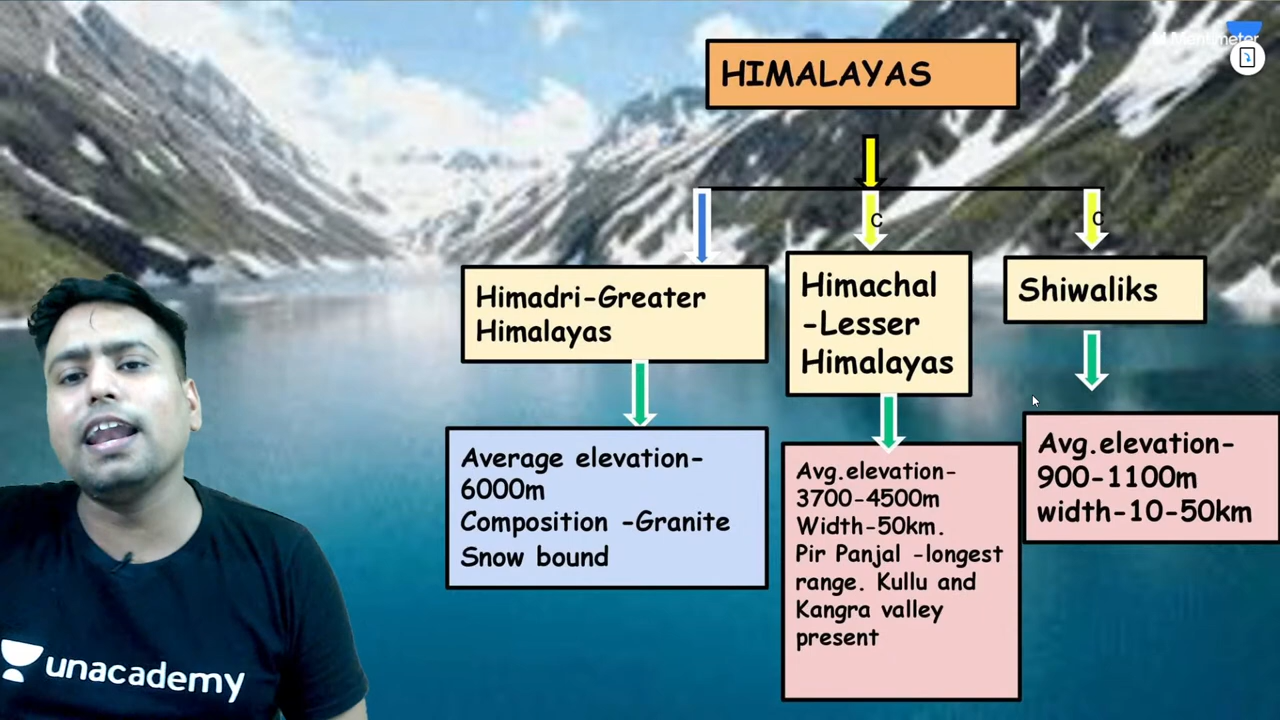 HIMALAYAS
C
C
Himadri-Greater
Himalayas
Himachal
-Lesser
Himalayas
Shiwaliks
Average elevation-
6000m
Composition -Granite
Snow bound
Avg.elevation-
3700-4500m
Width-50km.
Pir Panjal -longest
range. Kullu and
Kangra valley
present
Avg.elevation-
900-1100m
width-10-50km
unacademy